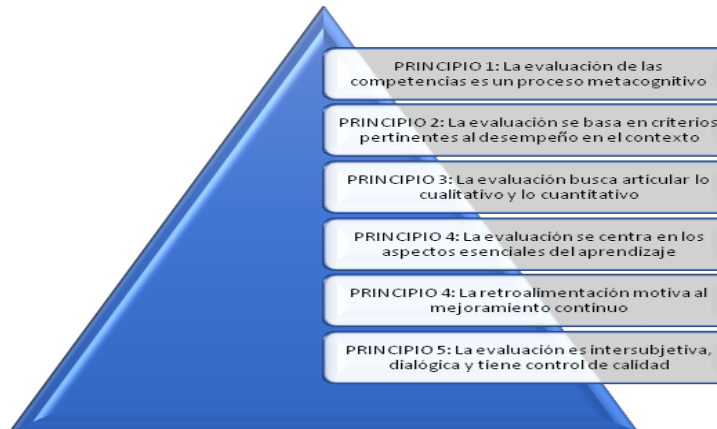 PRINCIPIO 1: La evaluación de las
competencias es un proceso metacognitivo
PRINCIPIO 2: La evaluación se basa en criterios
pertinentes al desempeño en el contexto
PRINCIPIO 3: La evaluación busca articular lo
cualitativo y lo cuantitativo
PRINCIPIO 4: La evaluación se centra en los
aspectos esenciales del aprendizaje
PRINCIPIO 4: La retroalimentación motiva al
mejoramiento continuo
PRINCIPIO 5: La evaluación es intersubjetiva,
dialógica y tiene control de calidad